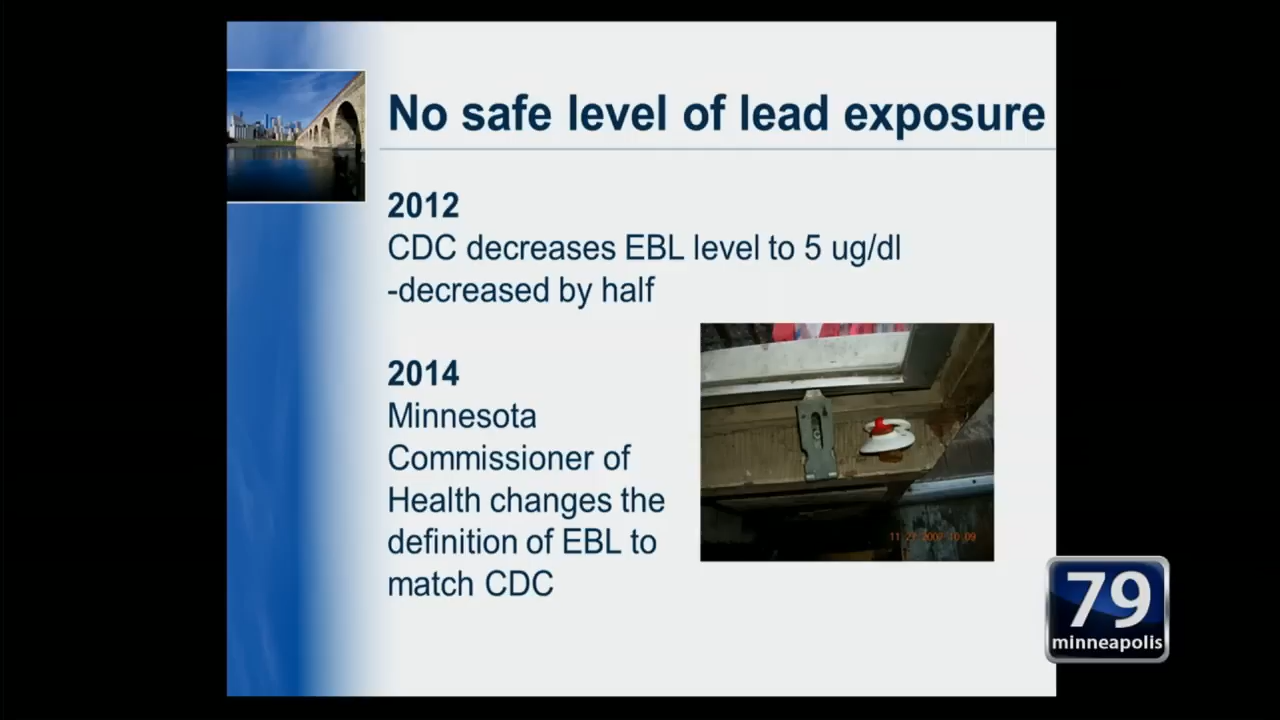 No safe level of lead exposure
2012
CDC decreases EBL level to 5 ug/dl
-decreased by half
2014
Minnesota
Commissioner of
Health changes the
definition of EBL to
match CDC
79
minneapolis